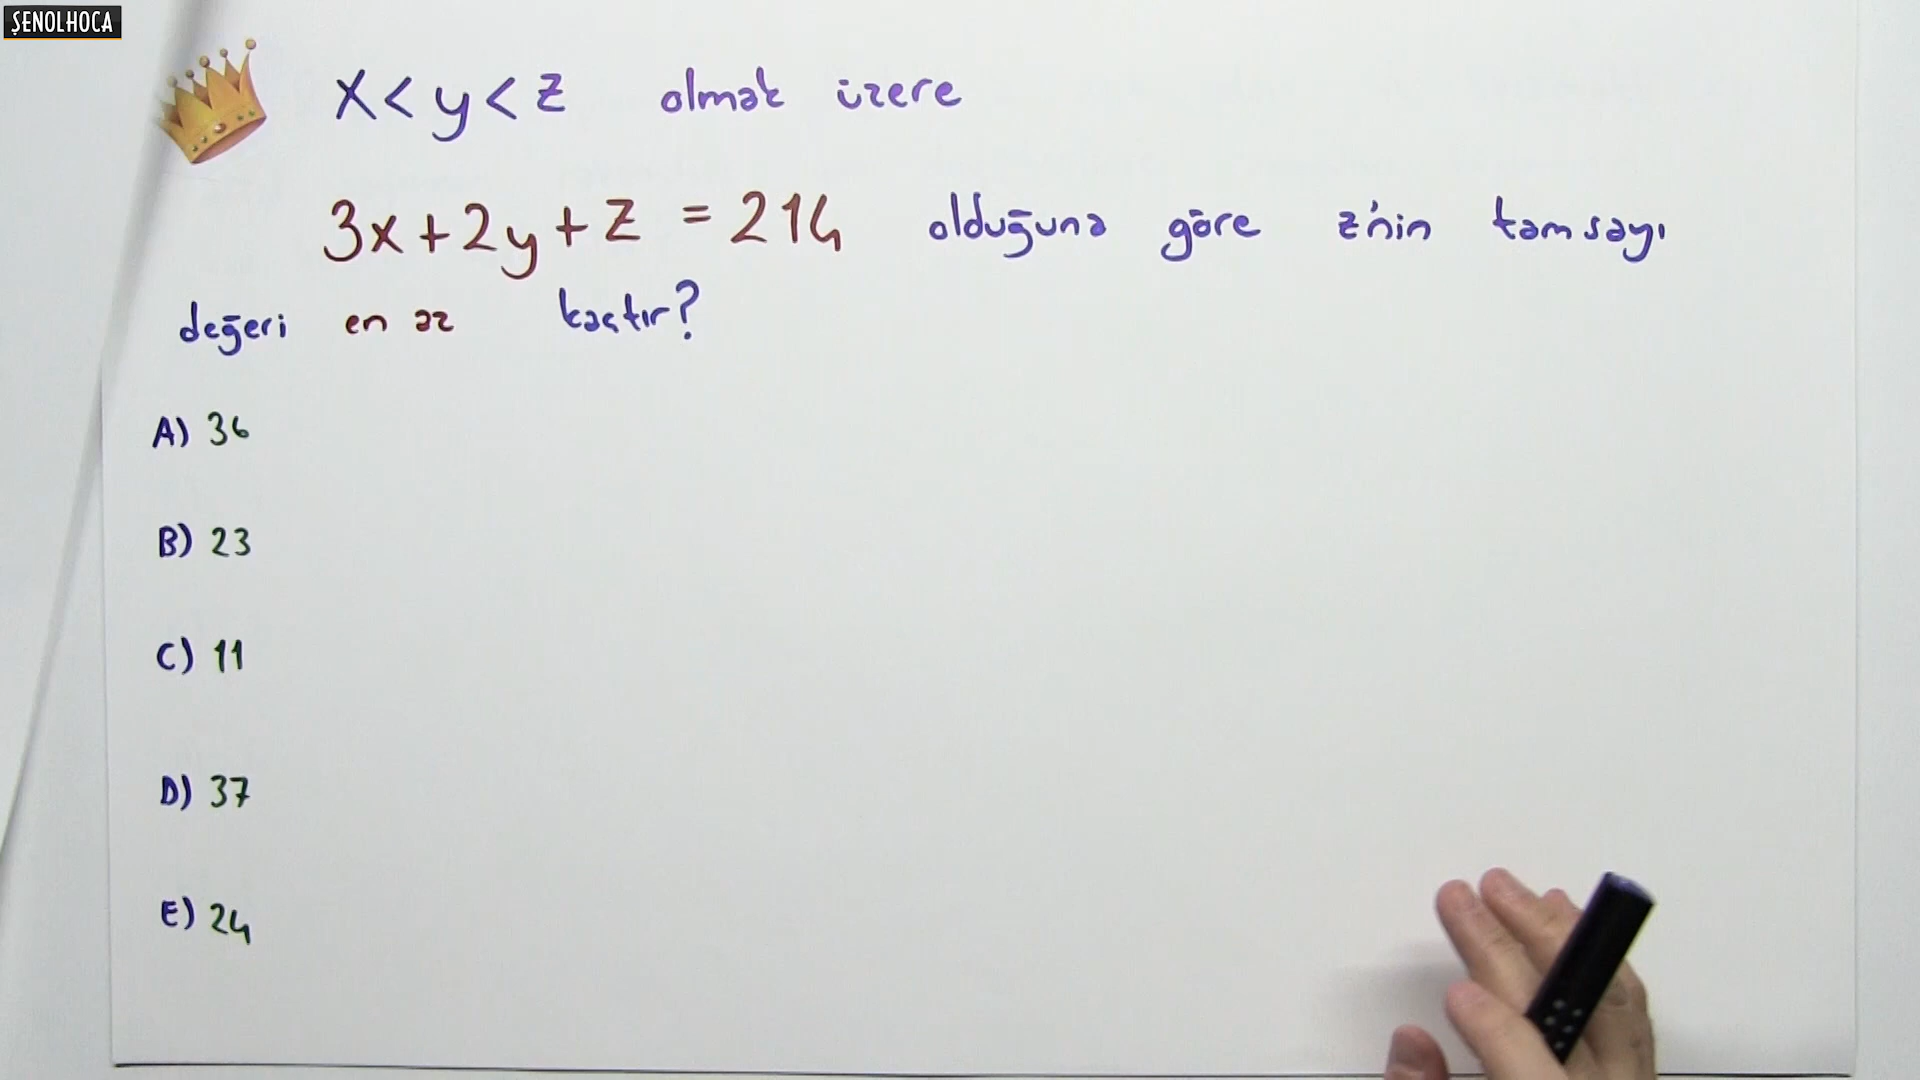 ŞENOLHOCA
x < y < z olmak üzere
3x + 2y + z = 214 olduğuna göre z'nin tamsayı
değeri en az kaçtır?
A) 36
B) 23
C) 11
D) 37
E) 24